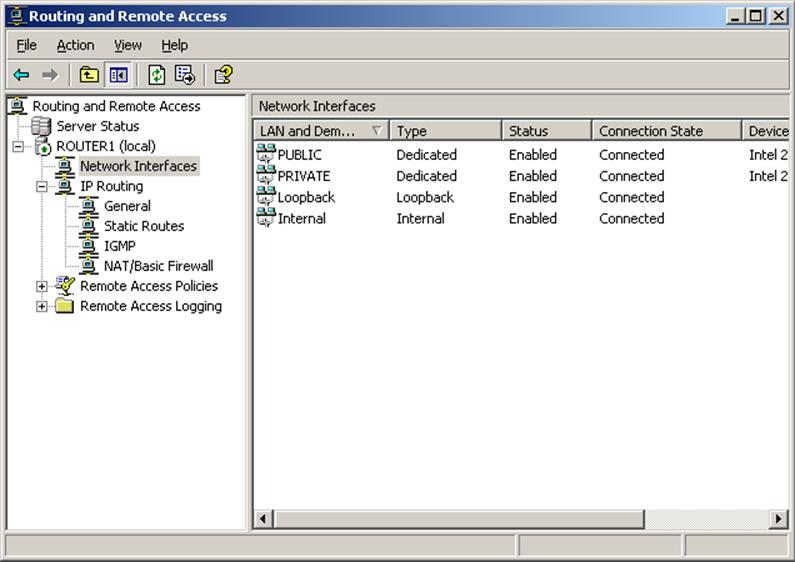 Routing and Remote Access
File Action View Help
Routing and Remote Access
Server Status
ROUTER1 (local)
Network Interfaces
IP Routing
General
Static Routes
IGMP
NAT/Basic Firewall
Remote Access Policies
Remote Access Logging
Network Interfaces
LAN and Dem... Type Status Connection State Device
PUBLIC Dedicated Enabled Connected Intel 2
PRIVATE Dedicated Enabled Connected Intel 2
Loopback Loopback Enabled Connected
Internal Internal Enabled Connected